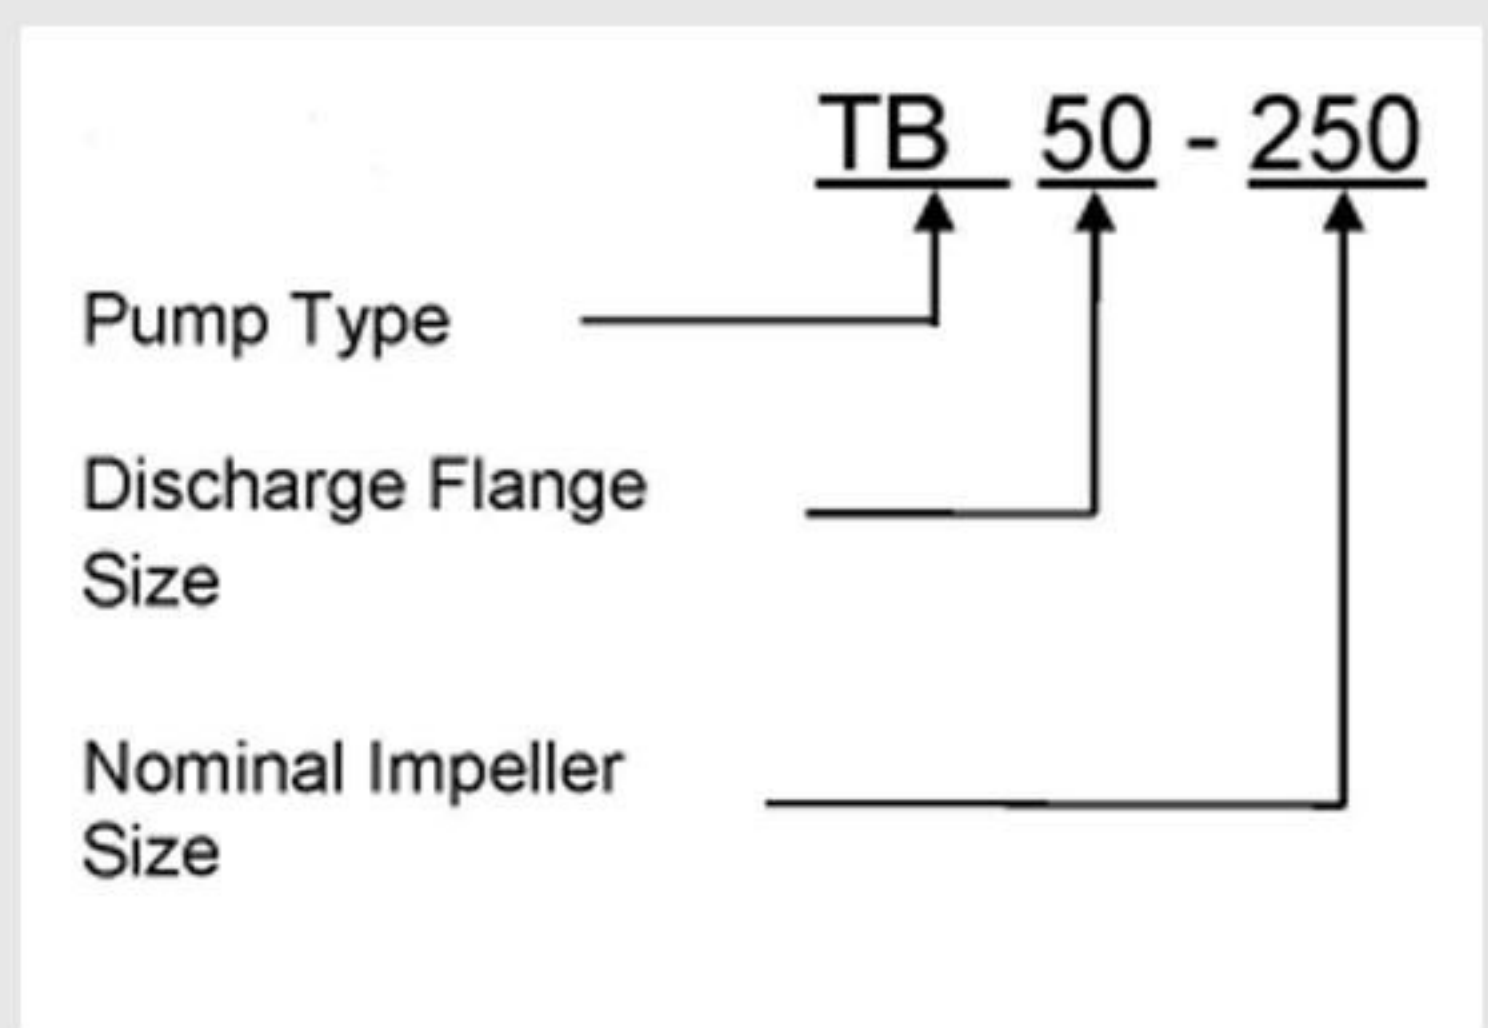 TB 50 - 250
Pump Type
Discharge Flange
Size
Nominal Impeller
Size